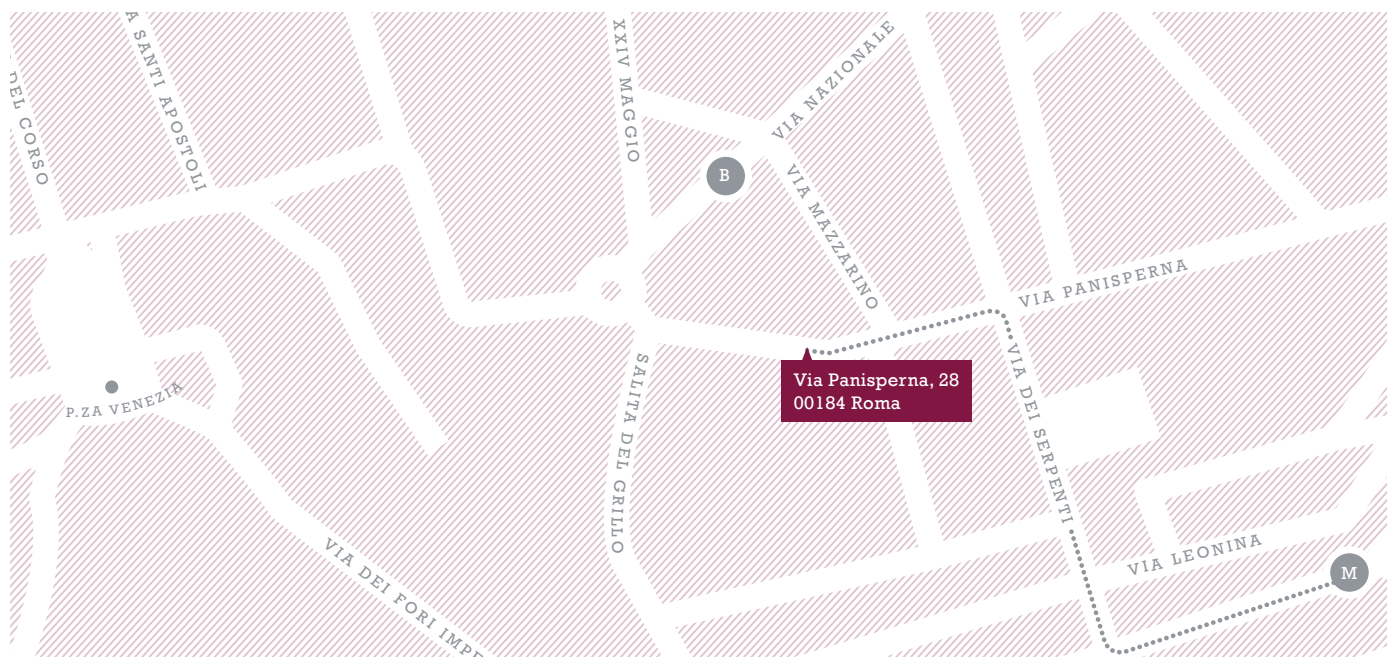 A SANTI APOSTOLI
DEL CORSO
XXIV MAGGIO
VIA NAZIONALE
B
VIA MAZZARINO
VIA PANISPERNA
Via Panisperna, 28
00184 Roma
P.ZA VENEZIA
SALITA DEL GRILLO
VIA DEI SERPENTI
VIA DEI FORI IMPE
VIA LEONINA
M